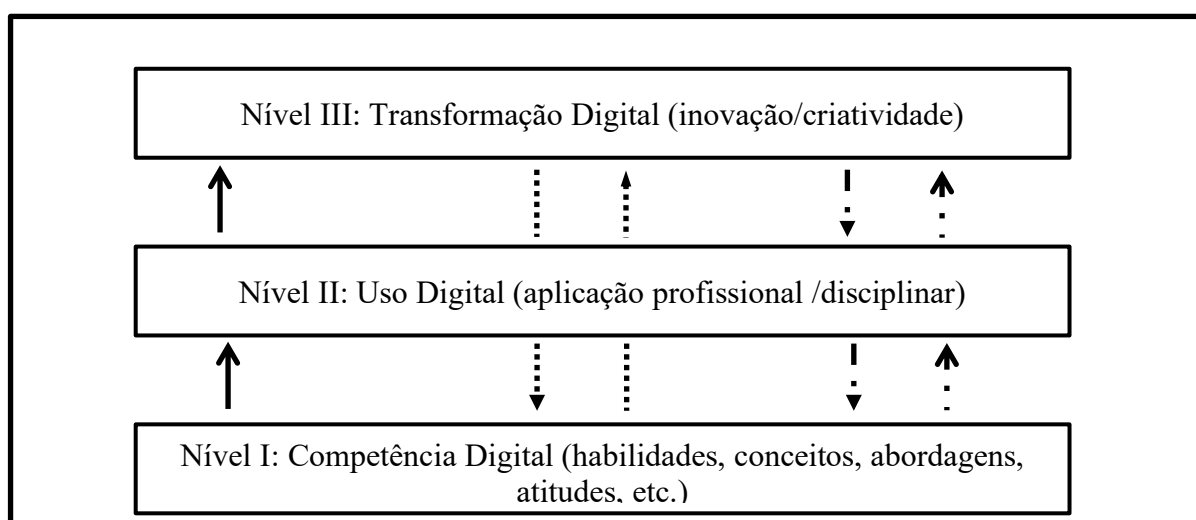 Nível III: Transformação Digital (inovação/criatividade)
Nível II: Uso Digital (aplicação profissional /disciplinar)
Nível I: Competência Digital (habilidades, conceitos, abordagens,
atitudes, etc.)